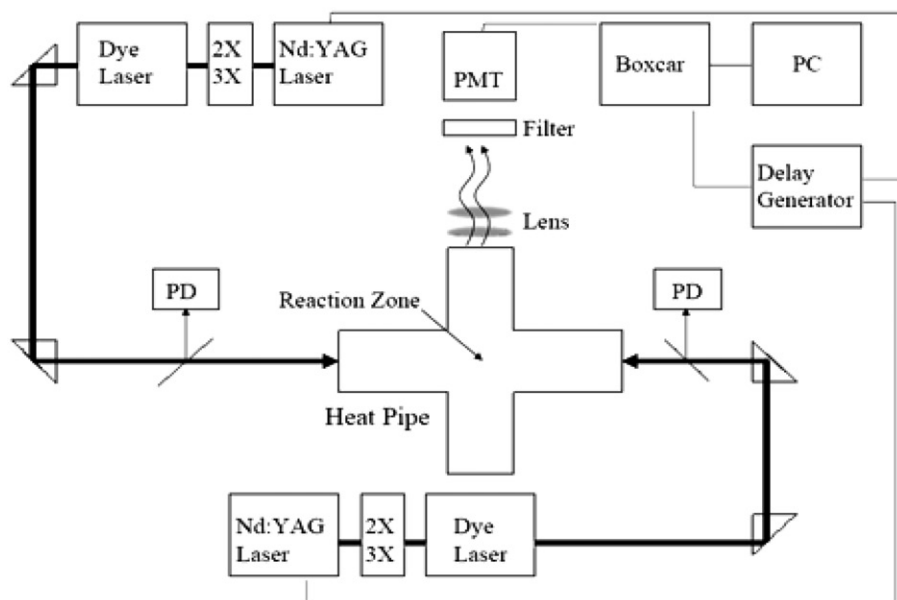 Dye
Laser
2X
3X
Nd:YAG
Laser
PMT
Boxcar
PC
Filter
Delay
Generator
Lens
PD
Reaction Zone
PD
Heat Pipe
Nd:YAG
Laser
2X
3X
Dye
Laser